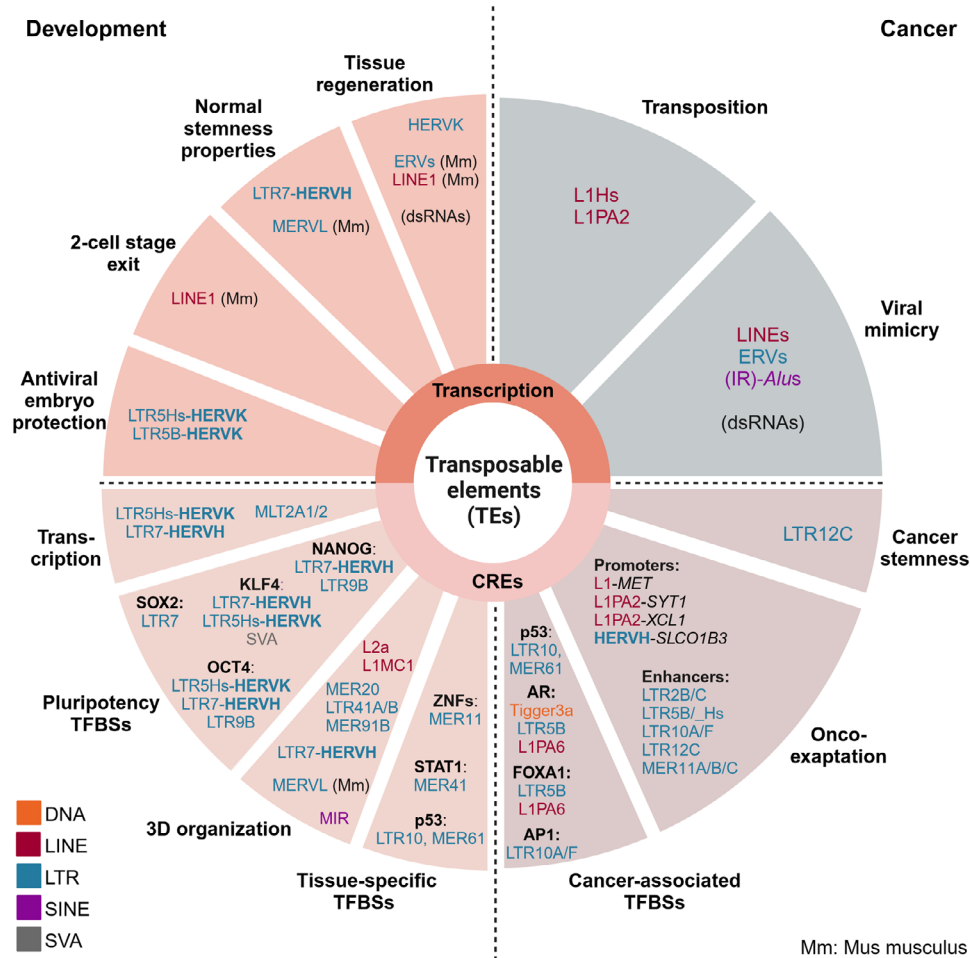 Development
Cancer
Tissue
regeneration
HERVK
ERVs (Mm)
LINE1 (Mm)
(dsRNAs)
Normal
stemness
properties
LTR7-HERVH
MERVL (Mm)
2-cell stage
exit
LINE1 (Mm)
Antiviral
embryo
protection
LTR5Hs-HERVK
LTR5B-HERVK
Transposition
L1Hs
L1PA2
Viral
mimicry
LINEs
ERVs
(IR)-Alus
(dsRNAs)
Transcription
Transposable
elements
(TEs)
CREs
Trans-
cription
LTR5Hs-HERVK
LTR7-HERVH
MLT2A1/2
Pluripotency
TFBSs
NANOG:
LTR7-HERVH
LTR9B
KLF4:
LTR7-HERVH
LTR5Hs-HERVK
SVA
SOX2:
LTR7
OCT4:
LTR5Hs-HERVK
LTR7-HERVH
LTR9B
3D organization
L2a
L1MC1
MER20
LTR41A/B
MER91B
LTR7-HERVH
MERVL (Mm)
MIR
Tissue-specific
TFBSs
ZNFs:
MER11
STAT1:
MER41
p53:
LTR10, MER61
Cancer-associated
TFBSs
p53:
LTR10,
MER61
AR:
Tigger3a
LTR5B
L1PA6
FOXA1:
LTR5B
L1PA6
AP1:
LTR10A/F
Onco-
exaptation
Promoters:
L1-MET
L1PA2-SYT1
L1PA2-XCL1
HERVH-SLCO1B3
Enhancers:
LTR2B/C
LTR5B/_Hs
LTR10A/F
LTR12C
MER11A/B/C
Cancer
stemness
LTR12C
DNA
LINE
LTR
SINE
SVA
Mm: Mus musculus